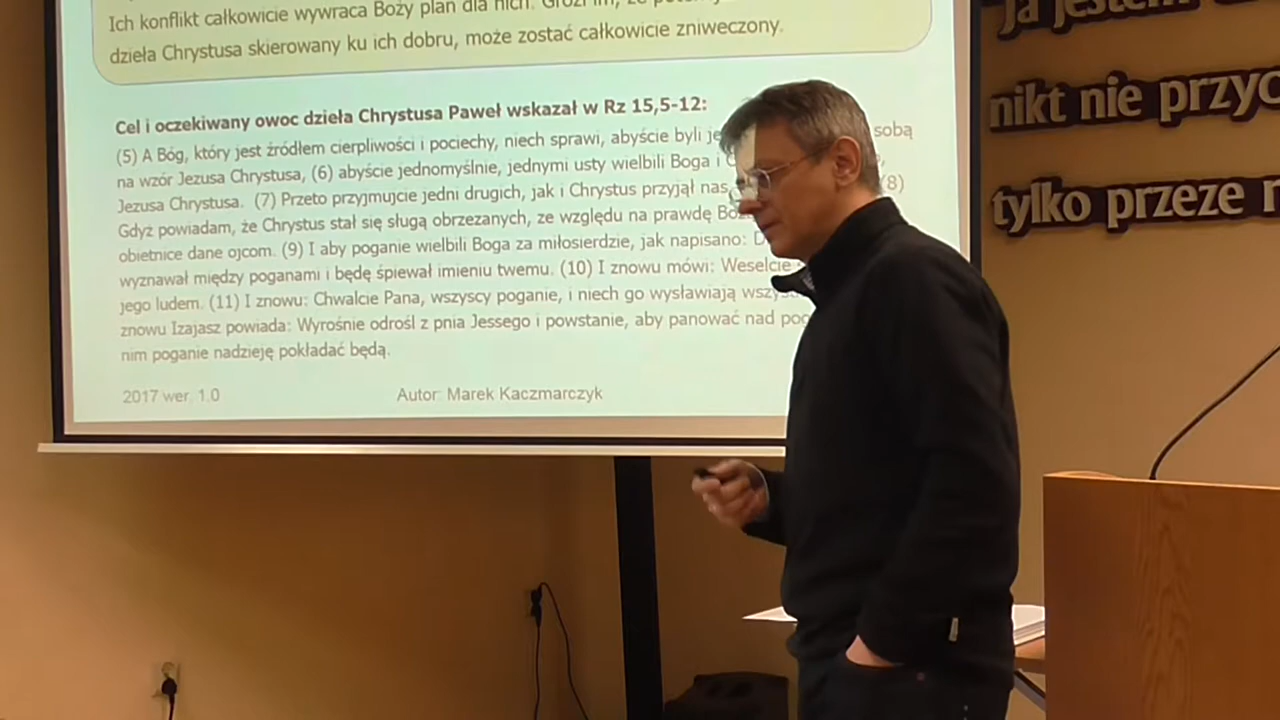 Ich konflikt całkowicie wywraca Boży plan dla nich. Grozi im, że
dzieła Chrystusa skierowany ku ich dobru, może zostać całkowicie zniweczony.
Cel i oczekiwany owoc dzieła Chrystusa Paweł wskazał w Rz 15,5-12:
(5) A Bóg, który jest źródłem cierpliwości i pociechy, niech sprawi, abyście byli sobą
na wzór Jezusa Chrystusa, (6) abyście jednomyślnie, jednymi usty wielbili Boga i
Jezusa Chrystusa. (7) Przeto przyjmujcie jedni drugich, jak i Chrystus przyjął nas (8)
Gdyż powiadam, że Chrystus stał się sługą obrzezanych, ze względu na prawdę
obietnice dane ojcom. (9) I aby poganie wielbili Boga za miłosierdzie, jak napisano:
wyznawał między poganami i będę śpiewał imieniu twemu. (10) I znowu mówi: Weselcie
jego ludem. (11) I znowu: Chwalcie Pana, wszyscy poganie, i niech go wysławiają
znowu Izajasz powiada: Wyrośnie odrośl z pnia Jessego i powstanie, aby panować nad
nim poganie nadzieję pokładać będą.
2017 wer. 1.0 Autor: Marek Kaczmarczyk
Ja jestem
nikt nie
tylko przeze